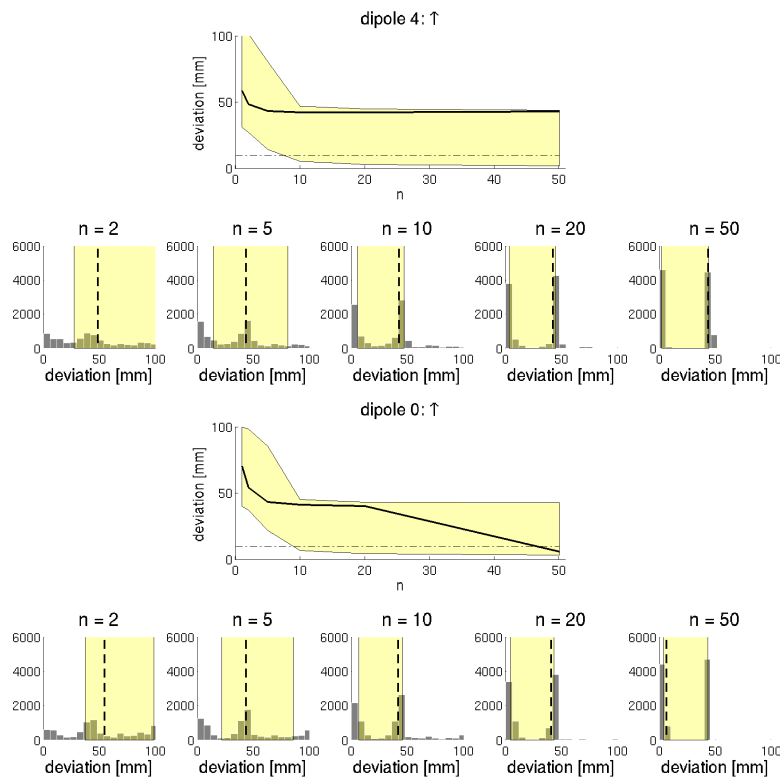 dipole 4: ↑
100
50
0
deviation [mm]
0 10 20 30 40 50
n
n = 2 n = 5 n = 10 n = 20 n = 50
6000 6000 6000 6000 6000
4000 4000 4000 4000 4000
2000 2000 2000 2000 2000
0 0 0 0 0
0 50 100 0 50 100 0 50 100 0 50 100 0 50 100
deviation [mm] deviation [mm] deviation [mm] deviation [mm] deviation [mm]
dipole 0: ↑
100
50
0
deviation [mm]
0 10 20 30 40 50
n
n = 2 n = 5 n = 10 n = 20 n = 50
6000 6000 6000 6000 6000
4000 4000 4000 4000 4000
2000 2000 2000 2000 2000
0 0 0 0 0
0 50 100 0 50 100 0 50 100 0 50 100 0 50 100
deviation [mm] deviation [mm] deviation [mm] deviation [mm] deviation [mm]